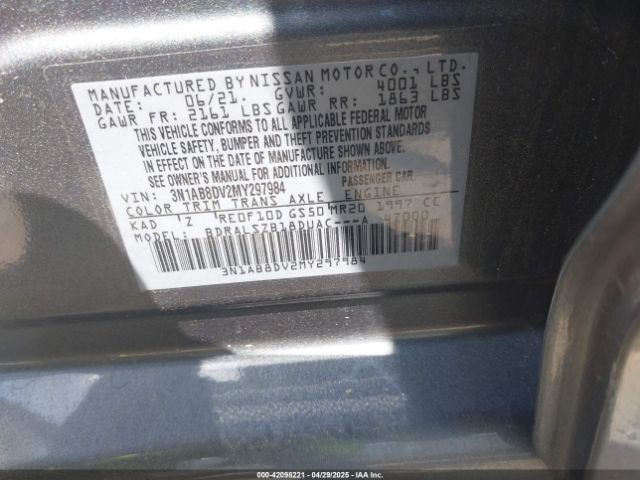 MANUFACTURED BY NISSAN MOTOR CO., LTD.
DATE: 06/21. GVWR: 4001 LBS
GAWR FR: 2161 LBS GAWR RR: 1863 LBS
THIS VEHICLE CONFORMS TO ALL APPLICABLE FEDERAL MOTOR
VEHICLE SAFETY, BUMPER AND THEFT PREVENTION STANDARDS
IN EFFECT ON THE DATE OF MANUFACTURE SHOWN ABOVE.
SEE OWNER'S MANUAL FOR ADDITIONAL INFORMATION
VIN: 3N1AB8DV2MY297984 PASSENGER CAR
COLOR TRIM TRANS AXLE ENGINE
KAD Z RE0F10D GS50 MR20 1997 CC
MODEL: BDRALSZB18DUAC---A 42000
3N1AB8DV2MY297984
000-42098221 - 04/29/2025 - IAA, Inc.